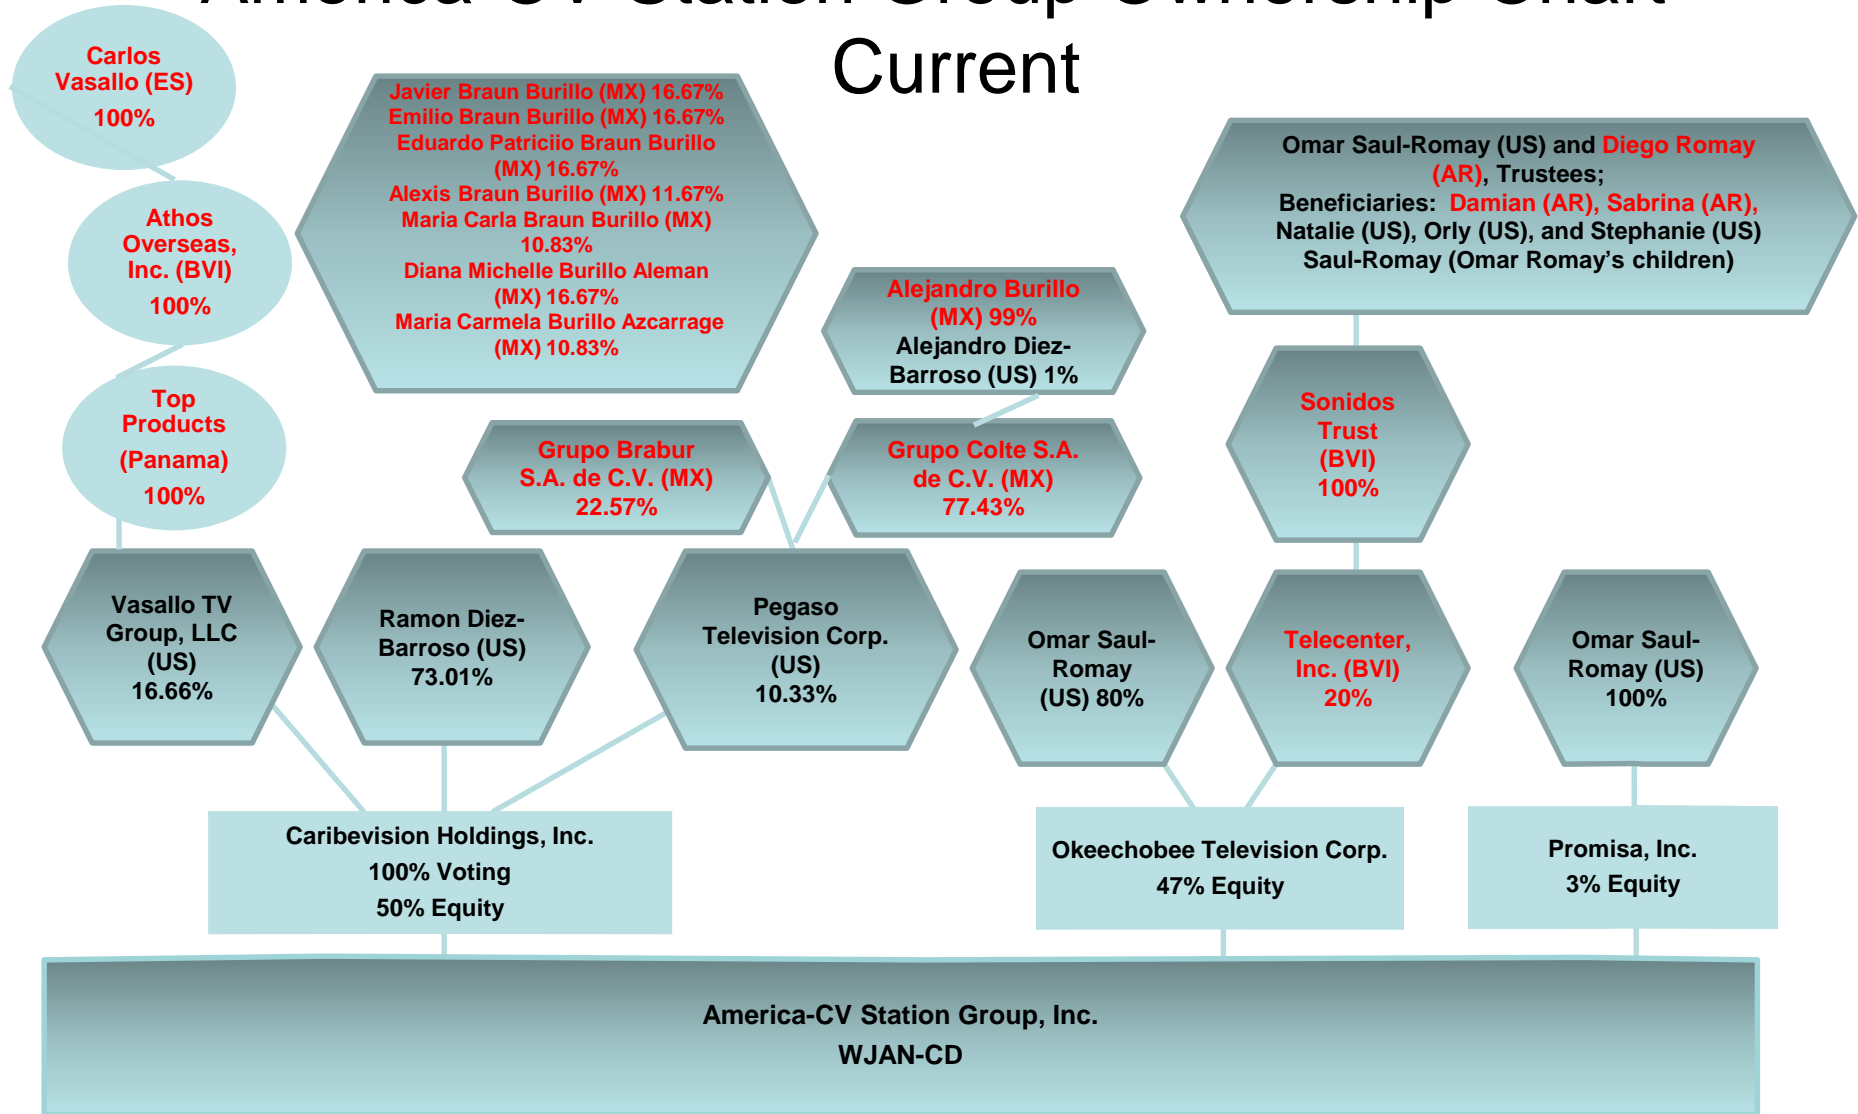 America-CV Station Group Ownership Chart
Current
Carlos
Vasallo (ES)
100%
Athos
Overseas,
Inc. (BVI)
100%
Top
Products
(Panama)
100%
Javier Braun Burillo (MX) 16.67%
Emilio Braun Burillo (MX) 16.67%
Eduardo Patriciio Braun Burillo
(MX) 16.67%
Alexis Braun Burillo (MX) 11.67%
Maria Carla Braun Burillo (MX)
10.83%
Diana Michelle Burillo Aleman
(MX) 16.67%
Maria Carmela Burillo Azcarrage
(MX) 10.83%
Alejandro Burillo
(MX) 99%
Alejandro Diez-
Barroso (US) 1%
Omar Saul-Romay (US) and Diego Romay
(AR), Trustees;
Beneficiaries: Damian (AR), Sabrina (AR),
Natalie (US), Orly (US), and Stephanie (US)
Saul-Romay (Omar Romay's children)
Grupo Brabur
S.A. de C.V. (MX)
22.57%
Grupo Colte S.A.
de C.V. (MX)
77.43%
Sonidos
Trust
(BVI)
100%
Vasallo TV
Group, LLC
(US)
16.66%
Ramon Diez-
Barroso (US)
73.01%
Pegaso
Television Corp.
(US)
10.33%
Omar Saul-
Romay
(US) 80%
Telecenter,
Inc. (BVI)
20%
Omar Saul-
Romay (US)
100%
Caribevision Holdings, Inc.
100% Voting
50% Equity
Okeechobee Television Corp.
47% Equity
Promisa, Inc.
3% Equity
America-CV Station Group, Inc.
WJAN-CD